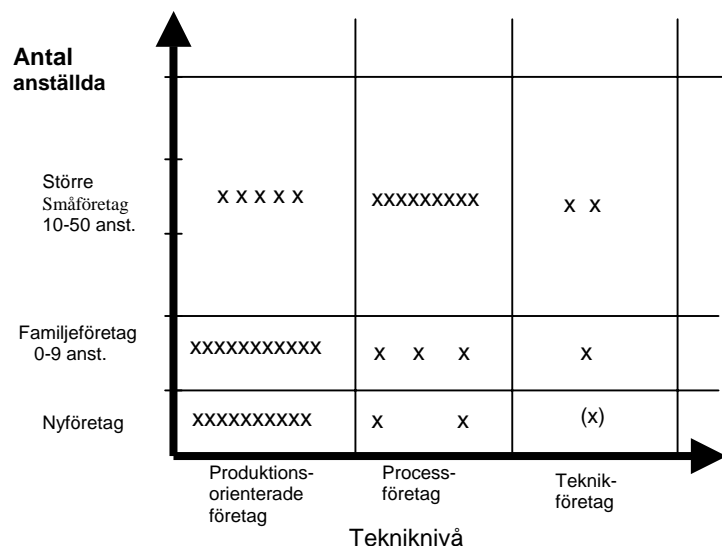 Antal
anställda
Större
Småföretag
10-50 anst.
x x x x x
xxxxxxxxx
x x
Familjeföretag
0-9 anst.
xxxxxxxxxxx
x x x
x
Nyföretag
xxxxxxxxxx
x x
(x)
Produktions-
orienterade
företag
Process-
företag
Teknik-
företag
Tekniknivå